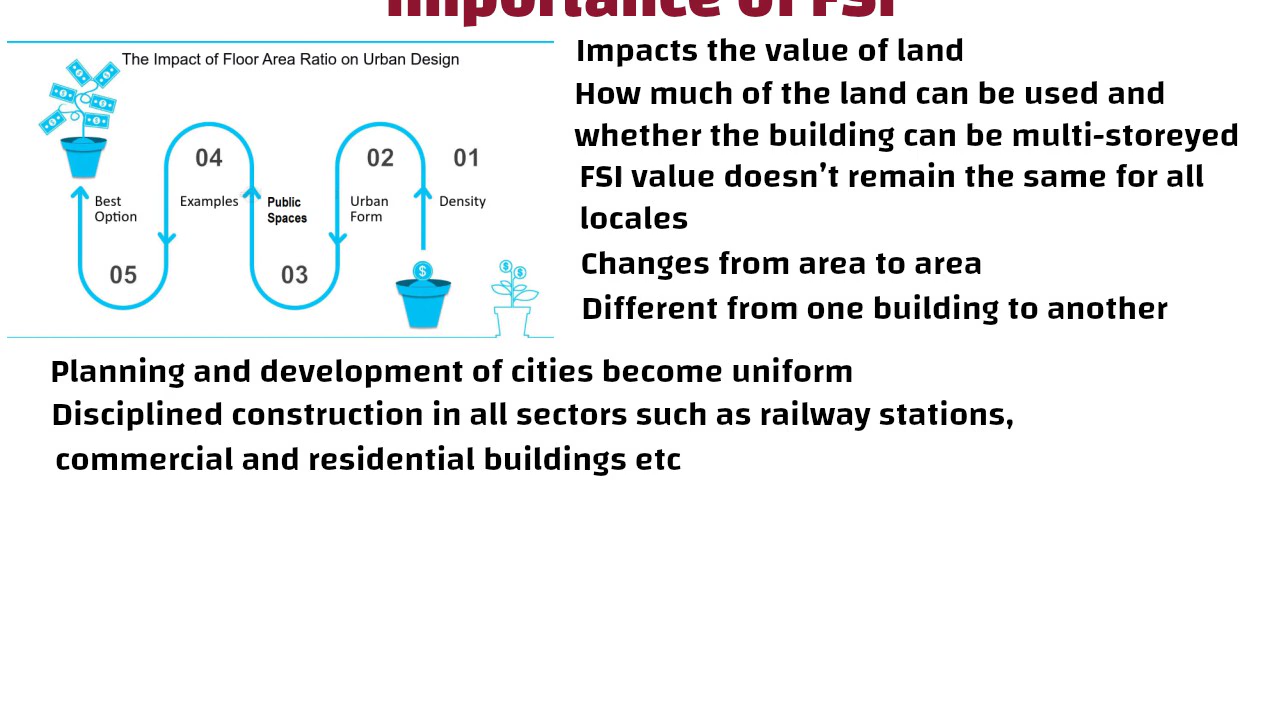 Importance of FSI
The Impact of Floor Area Ratio on Urban Design
04
02
01
Best
Option
Examples
Public
Spaces
Urban
Form
Density
05
03
Impacts the value of land
How much of the land can be used and
whether the building can be multi-storeyed
FSI value doesn't remain the same for all
locales
Changes from area to area
Different from one building to another
Planning and development of cities become uniform
Disciplined construction in all sectors such as railway stations,
commercial and residential buildings etc